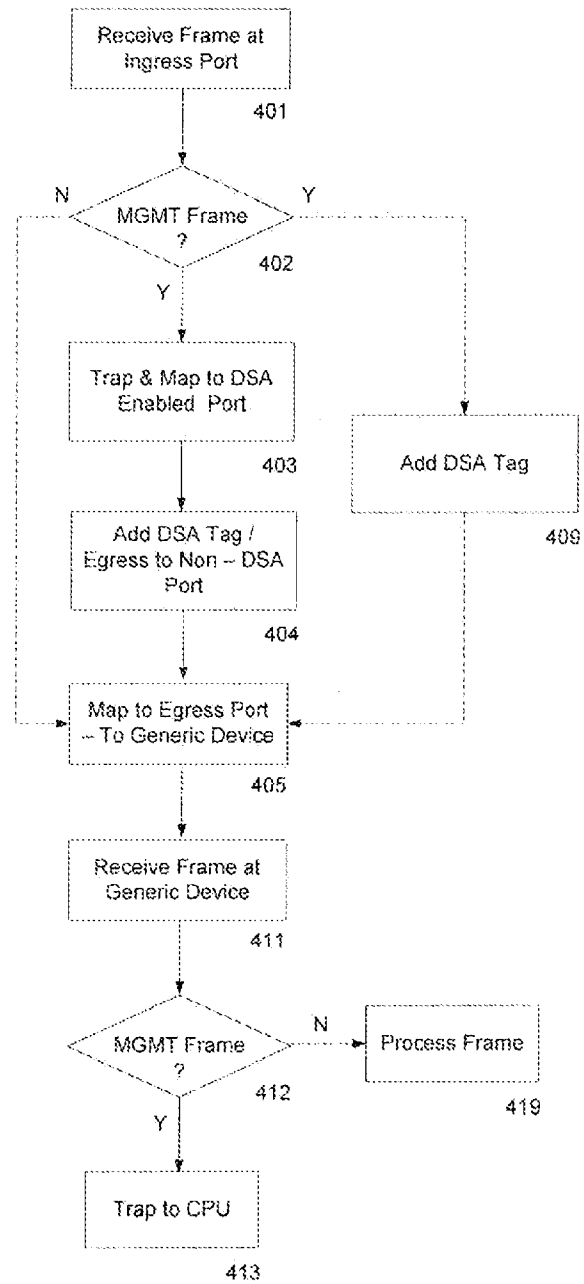 Receive Frame at
Ingress Port
401
N
MGMT Frame
?
Y
402
Y
Trap & Map to DSA
Enabled Port
403
Add DSA Tag
409
Add DSA Tag /
Egress to Non – DSA
Port
404
Map to Egress Port
– To Generic Device
405
Receive Frame at
Generic Device
411
MGMT Frame
?
N
412
Y
Process Frame
419
Trap to CPU
413